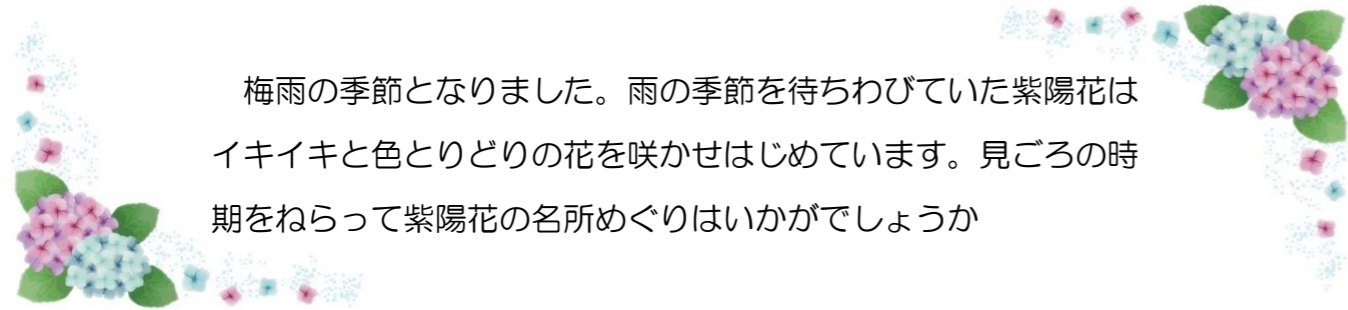 梅雨の季節となりました。雨の季節を待ちわびていた紫陽花は
イキイキと色とりどりの花を咲かせはじめています。見ごろの時
期をねらって紫陽花の名所めぐりはいかがでしょうか